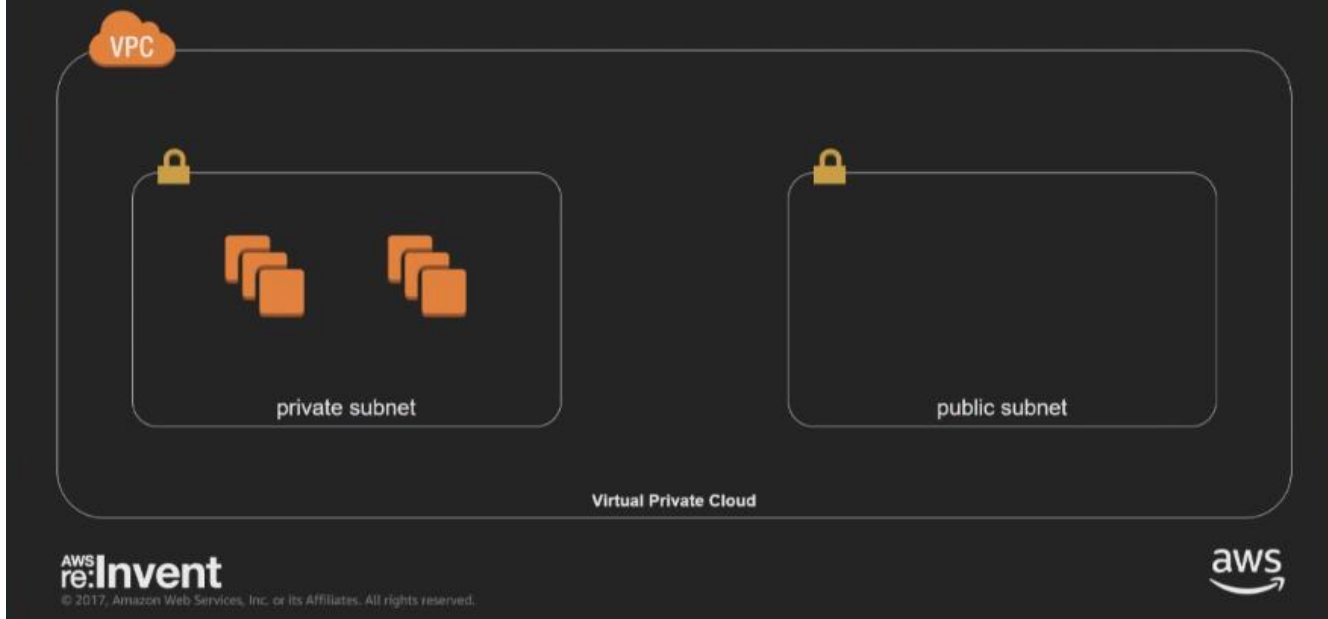 VPC
private subnet
public subnet
Virtual Private Cloud
AWS
re:Invent
aws
© 2017, Amazon Web Services, Inc. or its Affiliates. All rights reserved.